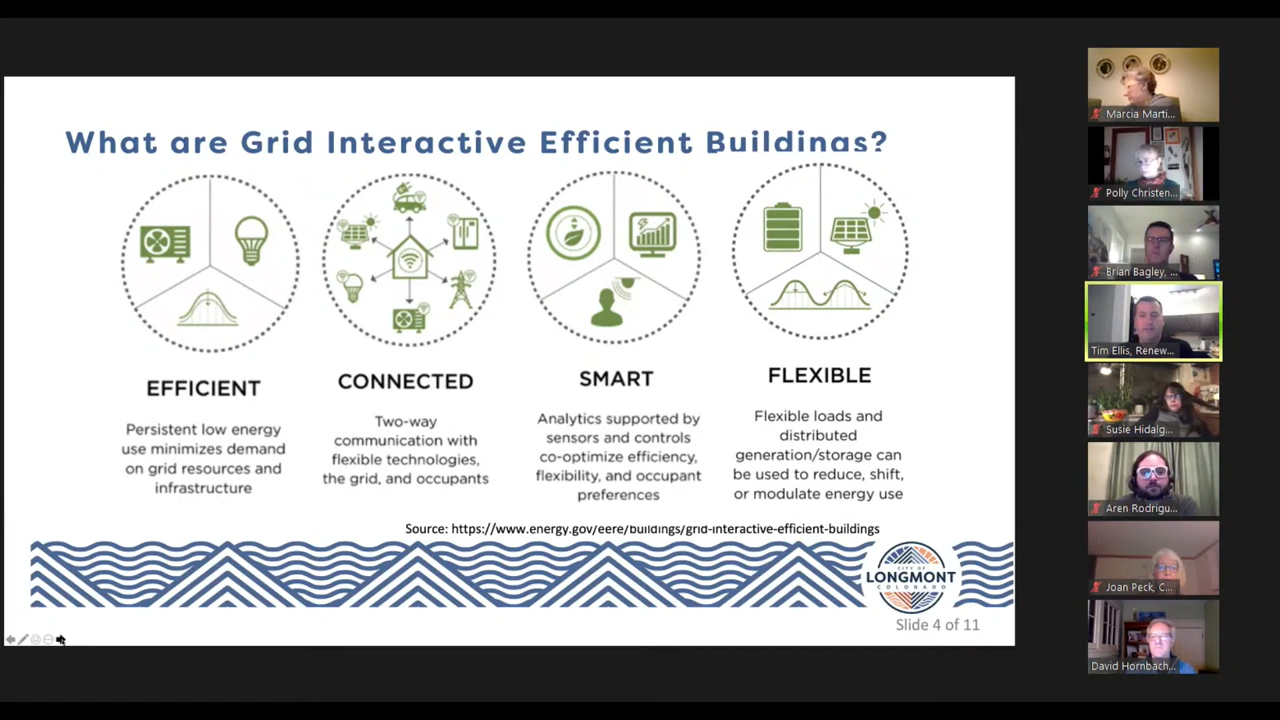 What are Grid Interactive Efficient Buildings?
EFFICIENT
Persistent low energy
use minimizes demand
on grid resources and
infrastructure
CONNECTED
Two-way
communication with
flexible technologies,
the grid, and occupants
SMART
Analytics supported by
sensors and controls
co-optimize efficiency,
flexibility, and occupant
preferences
FLEXIBLE
Flexible loads and
distributed
generation/storage can
be used to reduce, shift,
or modulate energy use
Source: https://www.energy.gov/eere/buildings/grid-interactive-efficient-buildings
CITY OF
LONGMONT
COLORADO
Slide 4 of 11
Marcia Marti...
Polly Christen...
Brian Bagley, ...
Tim Ellis, Renew...
Susie Hidalg...
Aren Rodrigu...
Joan Peck, C...
David Hornbach...